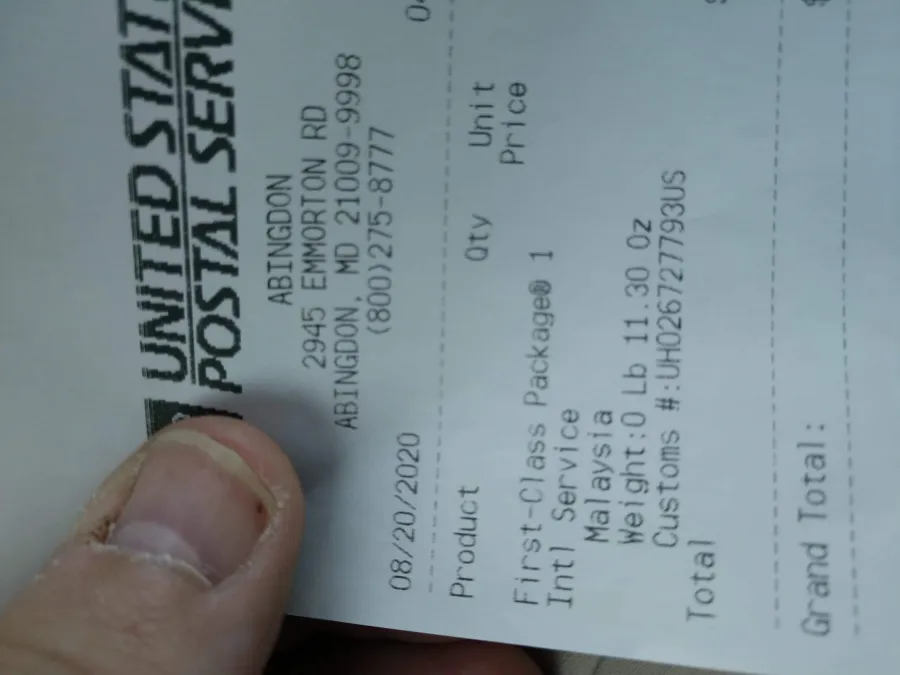 UNITED STAT
POSTAL SERVI
ABINGDON
2945 EMMORTON RD
ABINGDON, MD 21009-9998
(800)275-8777
08/20/2020 04
Product Qty Unit
Price
First-Class Package® 1
Intl Service
Malaysia
Weight:0 Lb 11.30 Oz
Customs #:UH026727793US
Total $
Grand Total: $